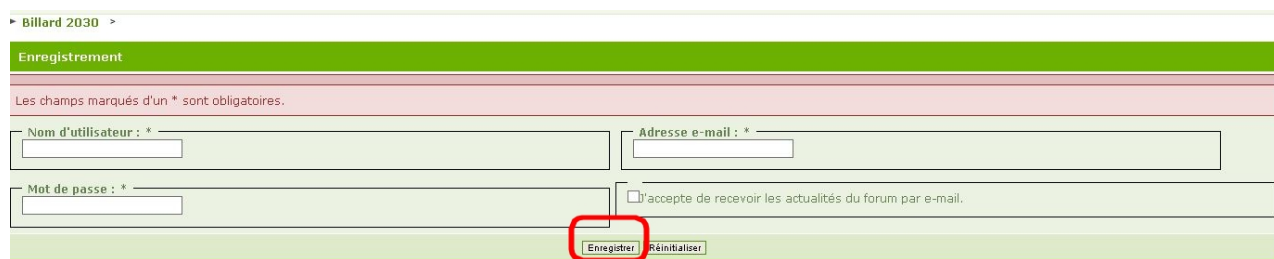 ► Billard 2030 >
Enregistrement
Les champs marqués d'un * sont obligatoires.
Nom d'utilisateur : * Adresse e-mail : *
Mot de passe : *
J'accepte de recevoir les actualités du forum par e-mail.
Enregistrer Réinitialiser